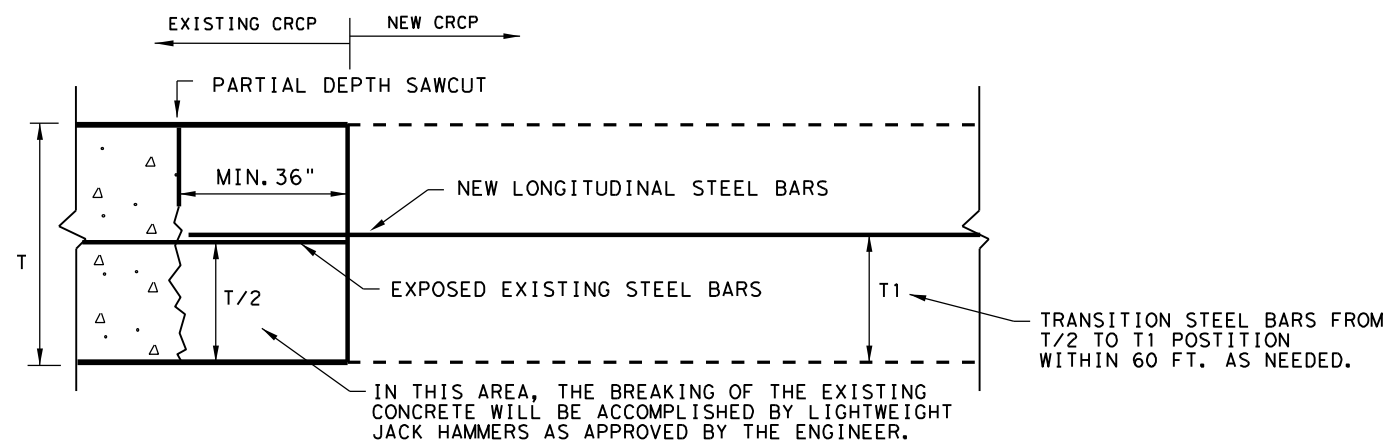 EXISTING CRCP
NEW CRCP
PARTIAL DEPTH SAWCUT
MIN. 36"
NEW LONGITUDINAL STEEL BARS
T
T/2
EXPOSED EXISTING STEEL BARS
T1
TRANSITION STEEL BARS FROM
T/2 TO T1 POSTITION
WITHIN 60 FT. AS NEEDED.
IN THIS AREA, THE BREAKING OF THE EXISTING
CONCRETE WILL BE ACCOMPLISHED BY LIGHTWEIGHT
JACK HAMMERS AS APPROVED BY THE ENGINEER.